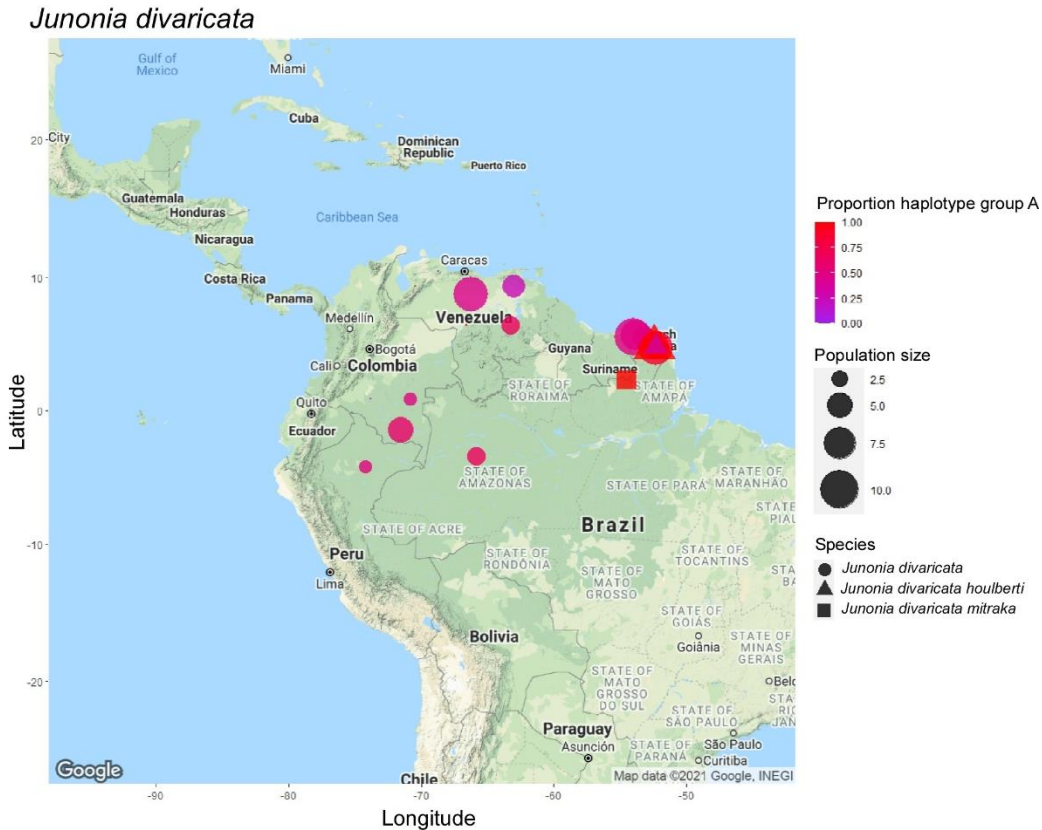 Junonia divaricata
Gulf of
Mexico
Miami
City
Cuba
Dominican
Republic
Puerto Rico
Guatemala
Honduras
Caribbean Sea
Nicaragua
Costa Rica
Panama
Caracas
Medellín
Venezuela
Bogotá
Cali
Colombia
Guyana
Suriname
STATE OF
RORAIMA
STATE OF
AMAPÁ
Quito
Ecuador
STATE OF
AMAZONAS
STATE OF PARÁ
STATE OF
MARANHÃO
STATE OF ACRE
Brazil
STATE OF
TOCANTINS
STATE OF
RONDÔNIA
Peru
Lima
STATE OF
MATO
GROSSO
STATE OF
GOIÁS
Goiânia
STATE OF
MINAS
GERAIS
Bolivia
STATE OF
MATO
GROSSO
DO SUL
STATE OF
SÃO PAULO
São Paulo
Paraguay
Asunción
STATE OF
PARANÁ
Curitiba
Chile
Google
Map data ©2021 Google, INEGI
20
10
0
-10
-20
Latitude
-90
-80
-70
-60
-50
Longitude
Proportion haplotype group A
1.00
0.75
0.50
0.25
0.00
Population size
2.5
5.0
7.5
10.0
Species
Junonia divaricata
Junonia divaricata houlberti
Junonia divaricata mitraka